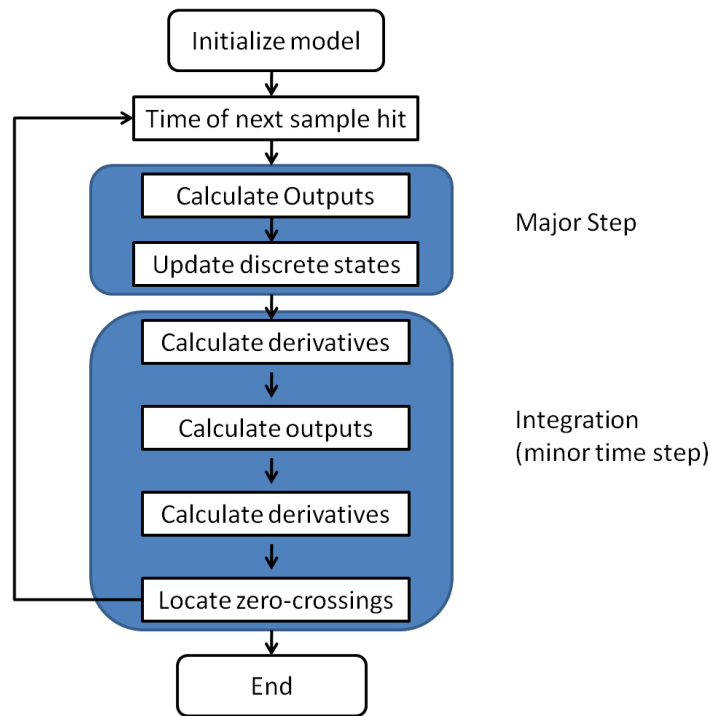 Initialize model
Time of next sample hit
Calculate Outputs
Update discrete states
Major Step
Calculate derivatives
Calculate outputs
Calculate derivatives
Locate zero-crossings
Integration
(minor time step)
End